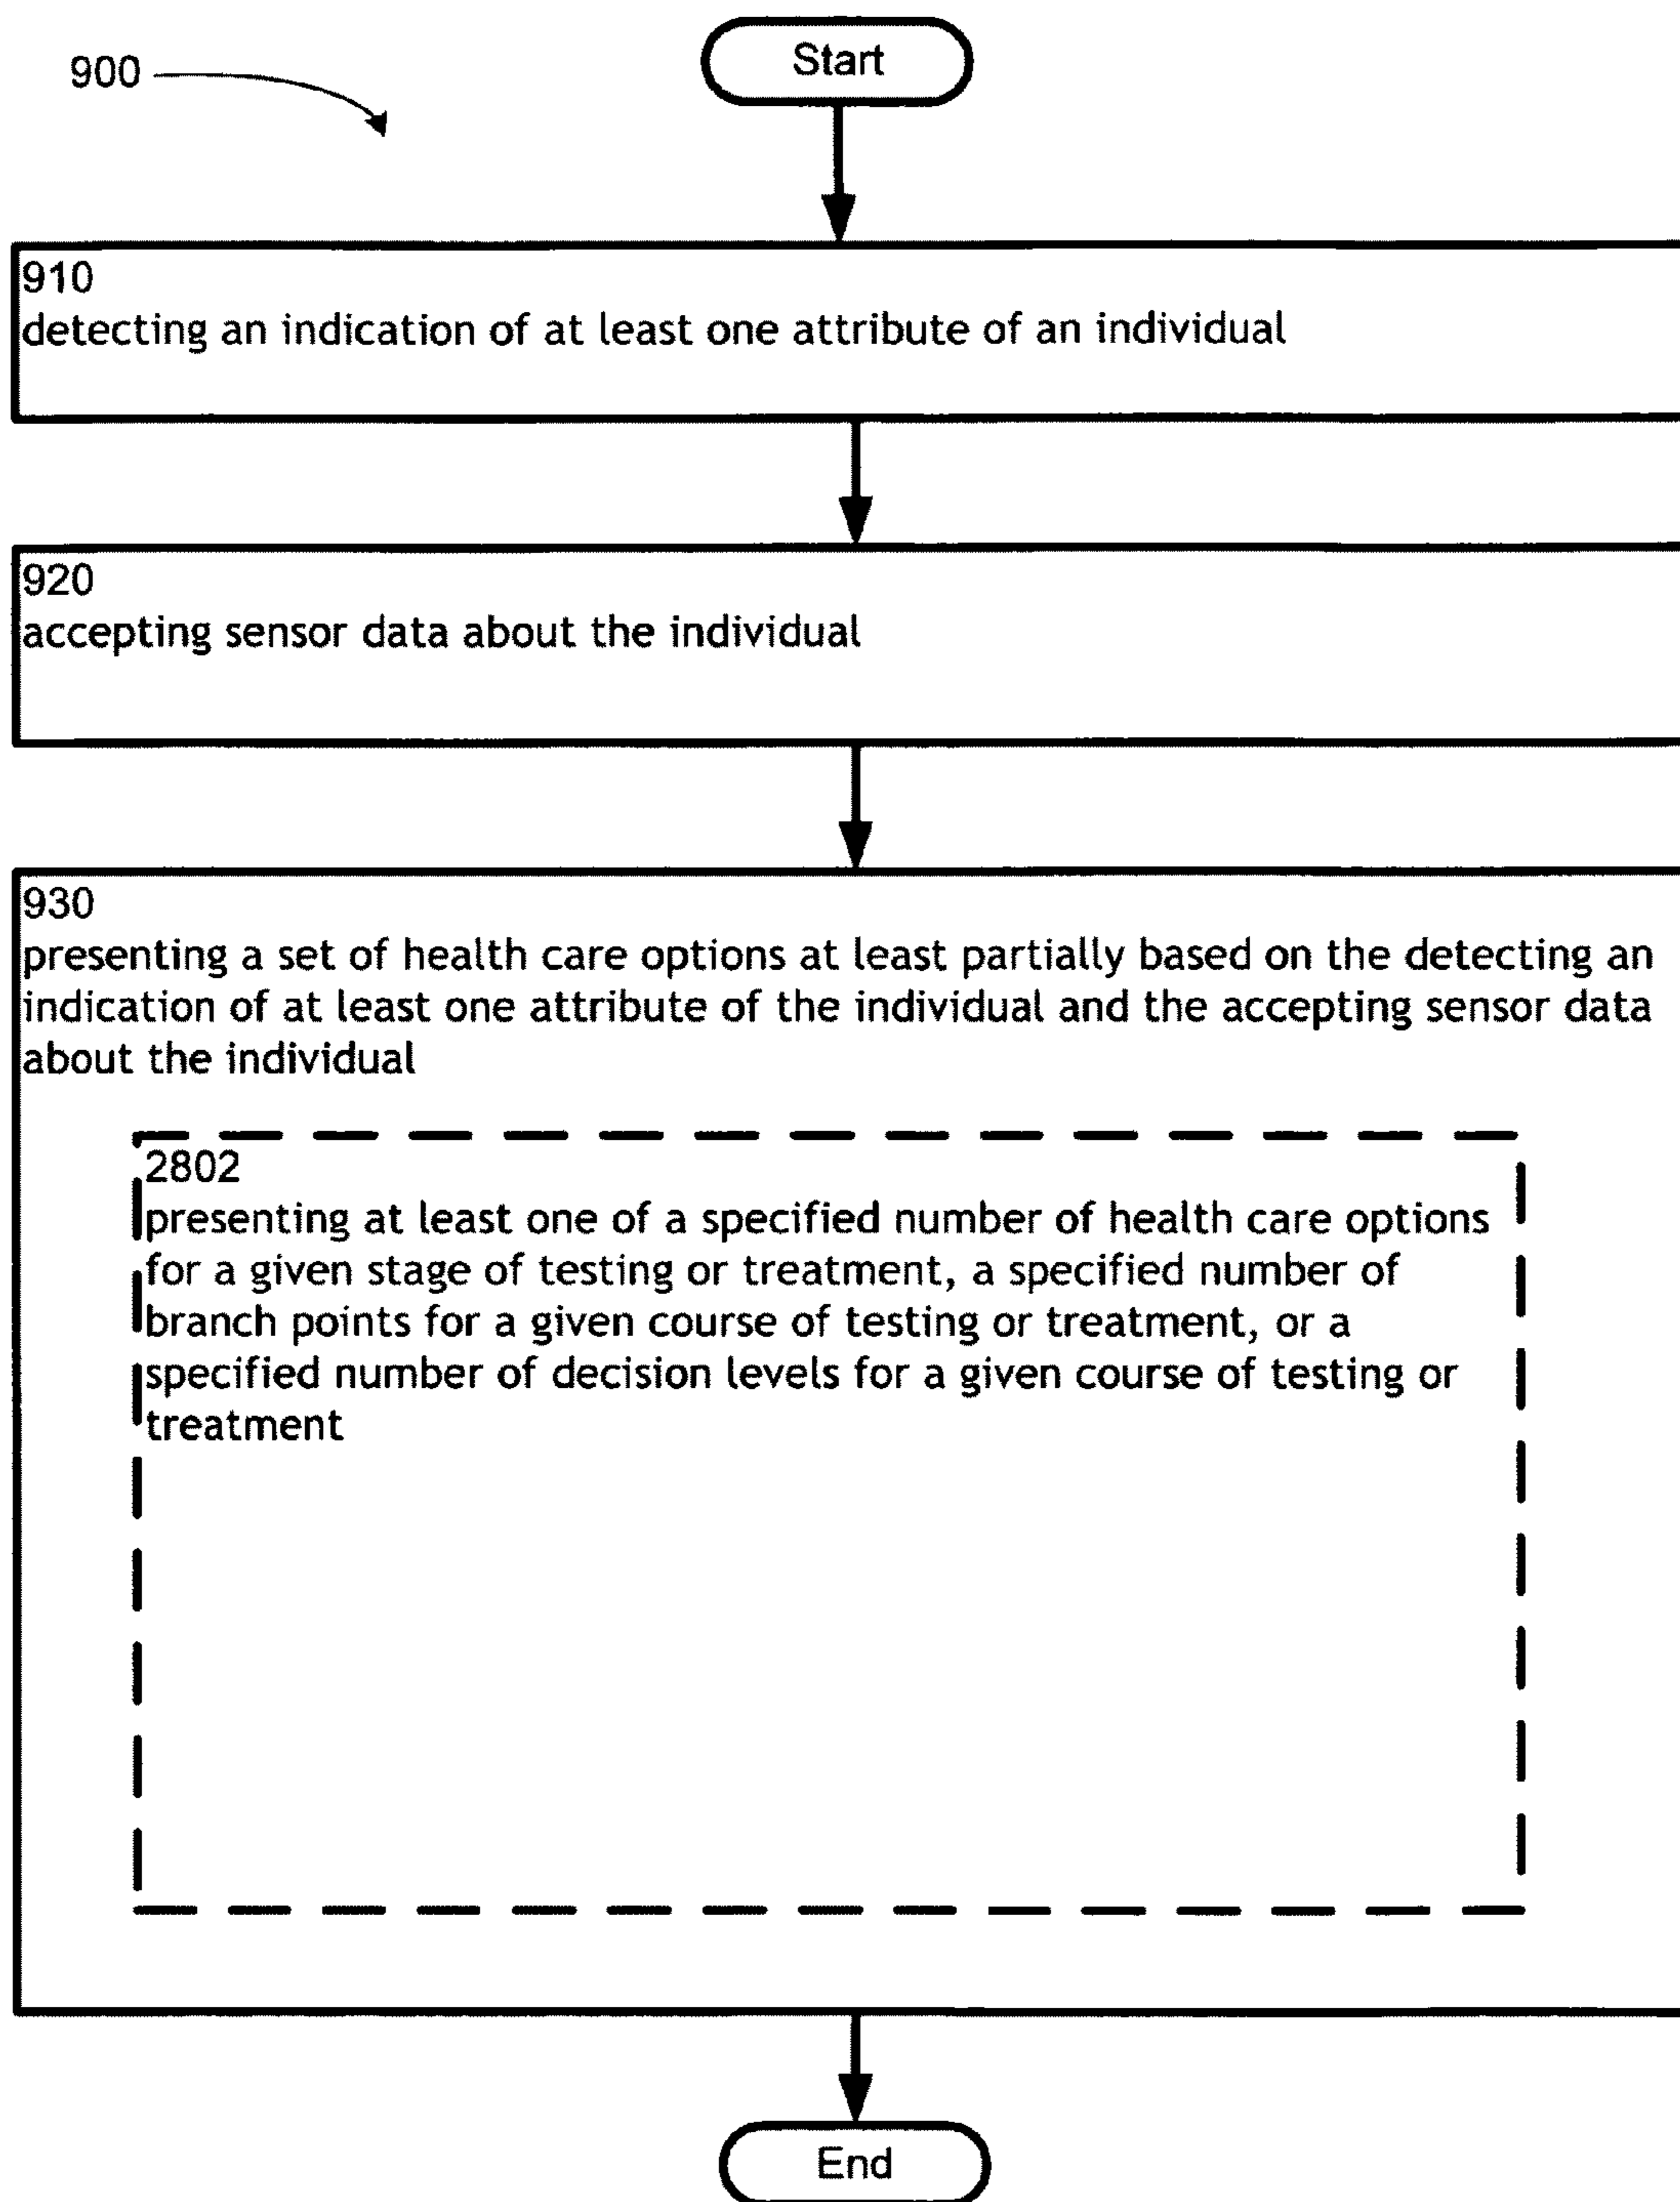 900
Start
910
detecting an indication of at least one attribute of an individual
920
accepting sensor data about the individual
930
presenting a set of health care options at least partially based on the detecting an
indication of at least one attribute of the individual and the accepting sensor data
about the individual
2802
presenting at least one of a specified number of health care options
for a given stage of testing or treatment, a specified number of
branch points for a given course of testing or treatment, or a
specified number of decision levels for a given course of testing or
treatment
End